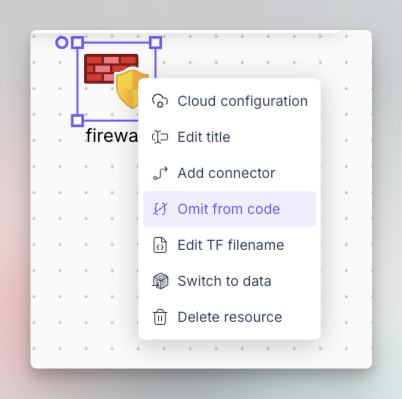 firewa
Cloud configuration
Edit title
Add connector
Omit from code
Edit TF filename
Switch to data
Delete resource